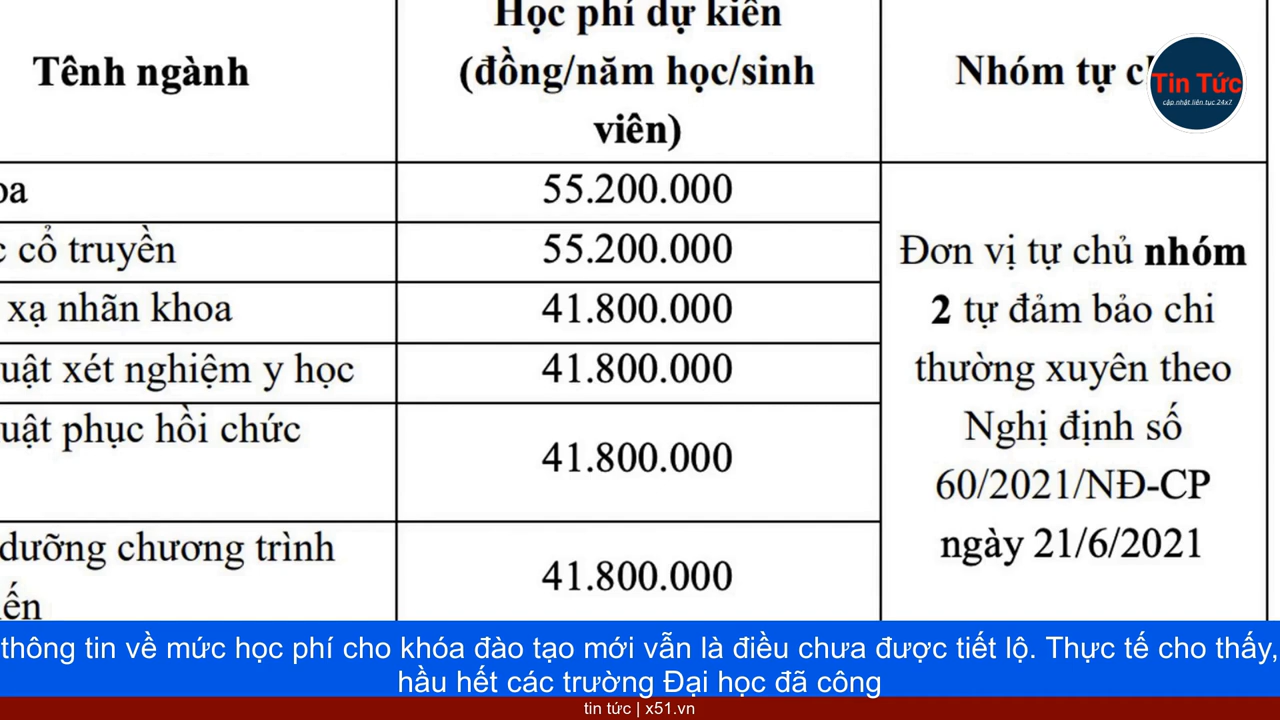 Học phí dự kiến
Tênh ngành
(đồng/năm học/sinh
viên)
Nhóm tự
Tin Tức
cập nhật liên tục 24x7
55.200.000
cổ truyền
55.200.000
xạ nhãn khoa
41.800.000
xét nghiệm y học
41.800.000
phục hồi chức
41.800.000
dưỡng chương trình
41.800.000
Đơn vị tự chủ nhóm
2 tự đảm bảo chi
thường xuyên theo
Nghị định số
60/2021/NĐ-CP
ngày 21/6/2021
thông tin về mức học phí cho khóa đào tạo mới vẫn là điều chưa được tiết lộ. Thực tế cho thấy,
hầu hết các trường Đại học đã công
tin tức | x51.vn